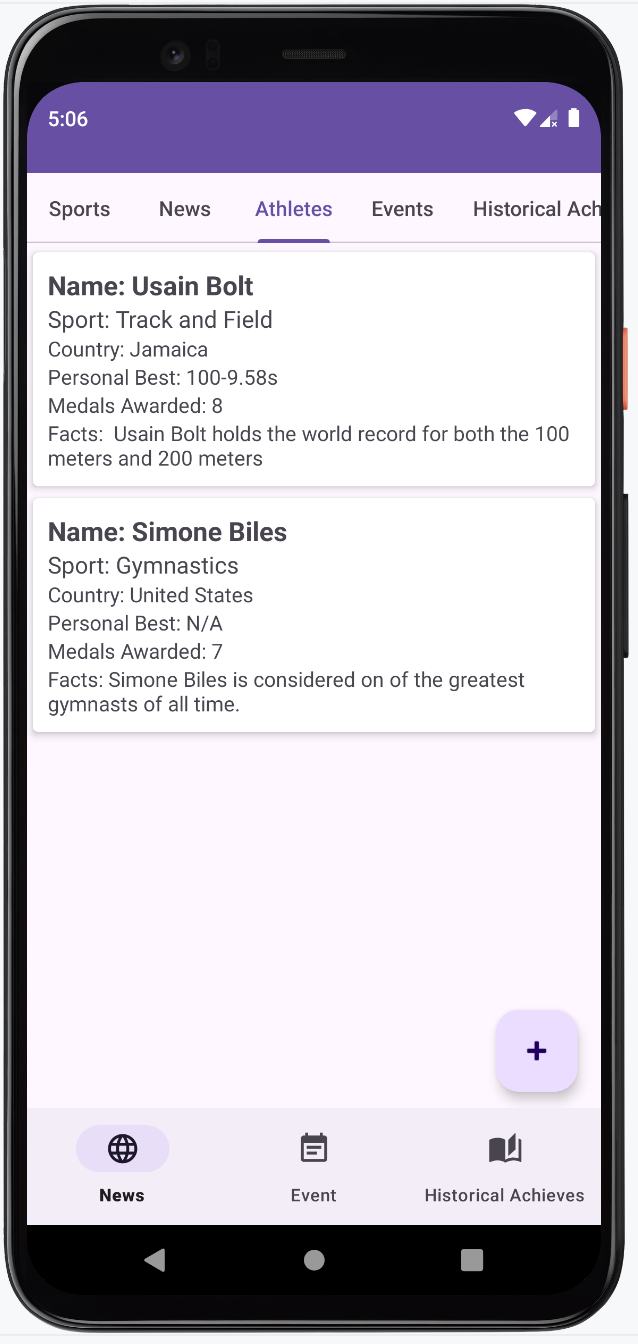 5:06
Sports News Athletes Events Historical Ach
Name: Usain Bolt
Sport: Track and Field
Country: Jamaica
Personal Best: 100-9.58s
Medals Awarded: 8
Facts:  Usain Bolt holds the world record for both the 100
meters and 200 meters
Name: Simone Biles
Sport: Gymnastics
Country: United States
Personal Best: N/A
Medals Awarded: 7
Facts: Simone Biles is considered on of the greatest
gymnasts of all time.
+
News Event Historical Achieves